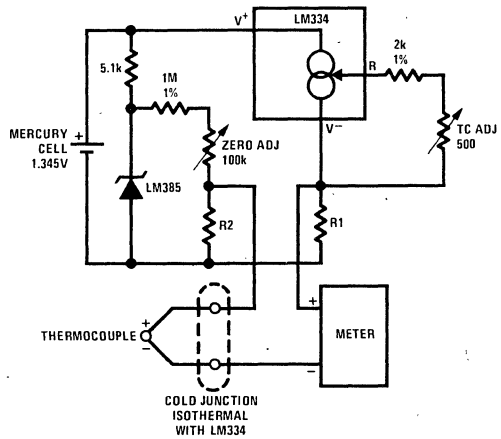 V+
LM334
5.1k
1M
1%
2k
1%
R
MERCURY
CELL
1.345V
+
ZERO ADJ
100k
V−
TC ADJ
500
LM385
R2
R1
THERMOCOUPLE
+
−
+
−
METER
COLD JUNCTION
ISOTHERMAL
WITH LM334